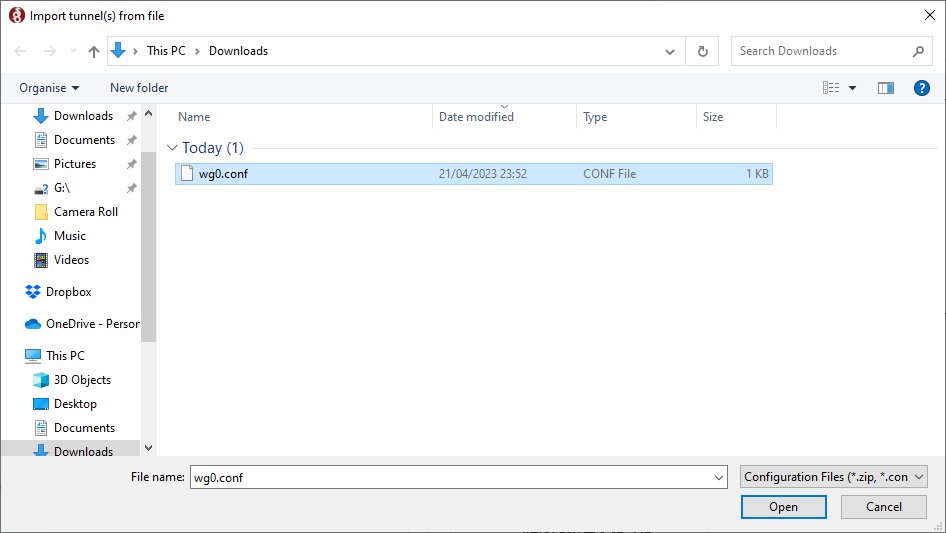 Import tunnel(s) from file
This PC
Downloads
Search Downloads
Organise
New folder
?
Downloads
Documents
Pictures
G:\
Camera Roll
Music
Videos
Dropbox
OneDrive - Person
This PC
3D Objects
Desktop
Documents
Downloads
Name
Date modified
Type
Size
Today (1)
wg0.conf
21/04/2023 23:52
CONF File
1 KB
File name:
wg0.conf
Configuration Files (*.zip, *.con
Open
Cancel